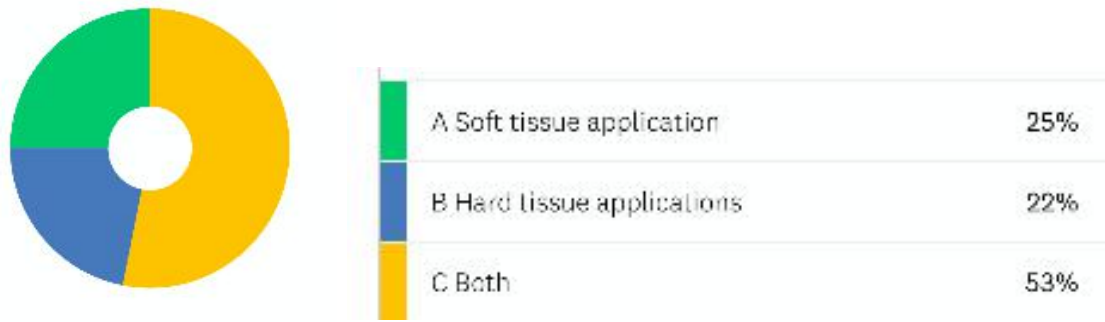 A Soft tissue application 25%
B Hard tissue applications 22%
C Both 53%